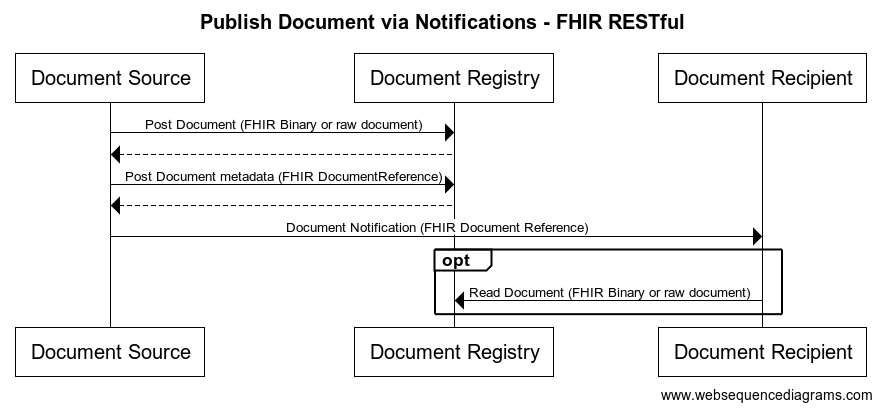 Publish Document via Notifications - FHIR RESTful
Document Source
Document Registry
Document Recipient
Post Document (FHIR Binary or raw document)
Post Document metadata (FHIR DocumentReference)
Document Notification (FHIR Document Reference)
opt
Read Document (FHIR Binary or raw document)
Document Source
Document Registry
Document Recipient
www.websequencediagrams.com